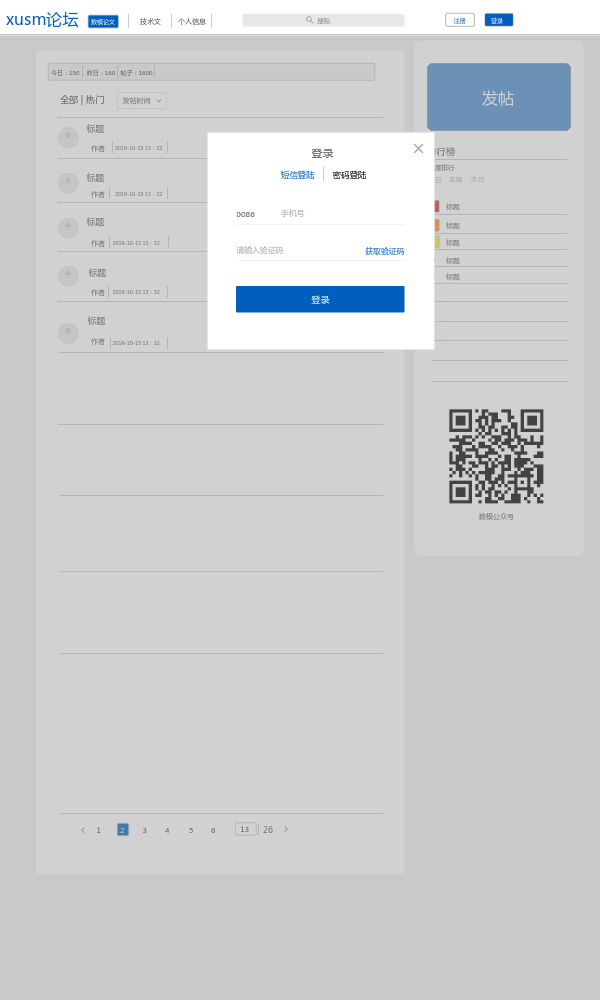 xusm论坛 数模论文 技术文 个人信息 搜贴 注册 登录
今日：150 昨日：160 帖子：1600
全部 | 热门 发帖时间
标题
作者 2019-10-15 13：32
标题
作者 2019-10-15 13：32
标题
作者 2019-10-15 13：32
标题
作者 2019-10-15 13：32
标题
作者 2019-10-15 13：32
1 2 3 4 5 6 13 26
登录
短信登陆 密码登陆
0086 手机号
请输入验证码 获取验证码
登录
发帖
行榜
度排行
日 本周 本月
标题
标题
标题
标题
标题
数模公众号